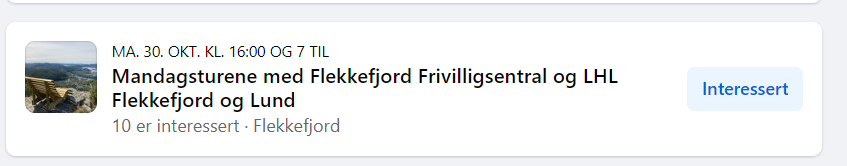 MA. 30. OKT. KL. 16:00 OG 7 TIL
Mandagsturene med Flekkefjord Frivilligsentral og LHL
Flekkefjord og Lund
10 er interessert · Flekkefjord
Interessert